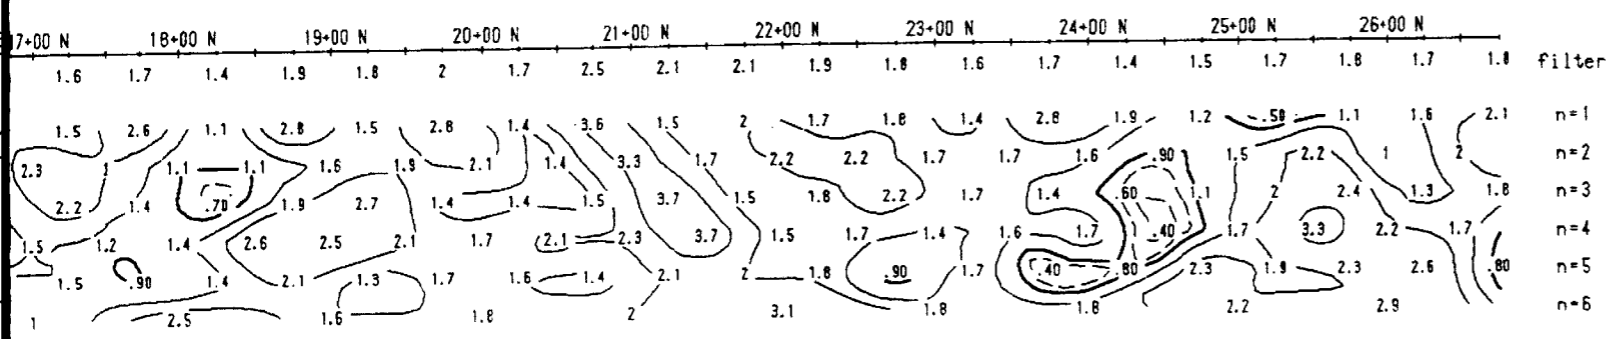 7+00 N 18+00 N 19+00 N 20+00 N 21+00 N 22+00 N 23+00 N 24+00 N 25+00 N 26+00 N
1.6 1.7 1.4 1.9 1.8 2 1.7 2.5 2.1 2.1 1.9 1.8 1.6 1.7 1.4 1.5 1.7 1.8 1.7 1.8 filter
1.5 2.6 1.1 2.8 1.5 2.8 1.4 3.6 1.5 2 1.7 1.8 1.4 2.8 1.9 1.2 .50 1.1 1.6 2.1 n=1
2.3 1 1.1 1.1 1.6 1.9 2.1 1.4 3.3 1.7 2.2 2.2 1.7 1.7 1.6 .90 1.5 2.2 1 2 n=2
2.2 1.4 .70 1.9 2.7 1.4 1.4 1.5 3.7 1.5 1.8 2.2 1.7 1.4 .60 1.1 2 2.4 1.3 1.8 n=3
1.5 1.2 1.4 2.6 2.5 2.1 1.7 2.1 2.3 3.7 1.5 1.7 1.4 1.6 1.7 .40 1.7 3.3 2.2 1.7 n=4
1.5 .90 1.4 2.1 1.3 1.7 1.6 1.4 2.1 2 1.8 .90 1.7 .40 .80 2.3 1.9 2.3 2.6 .80 n=5
1 2.5 1.6 1.8 2 3.1 1.8 1.8 2.2 2.9 n=6